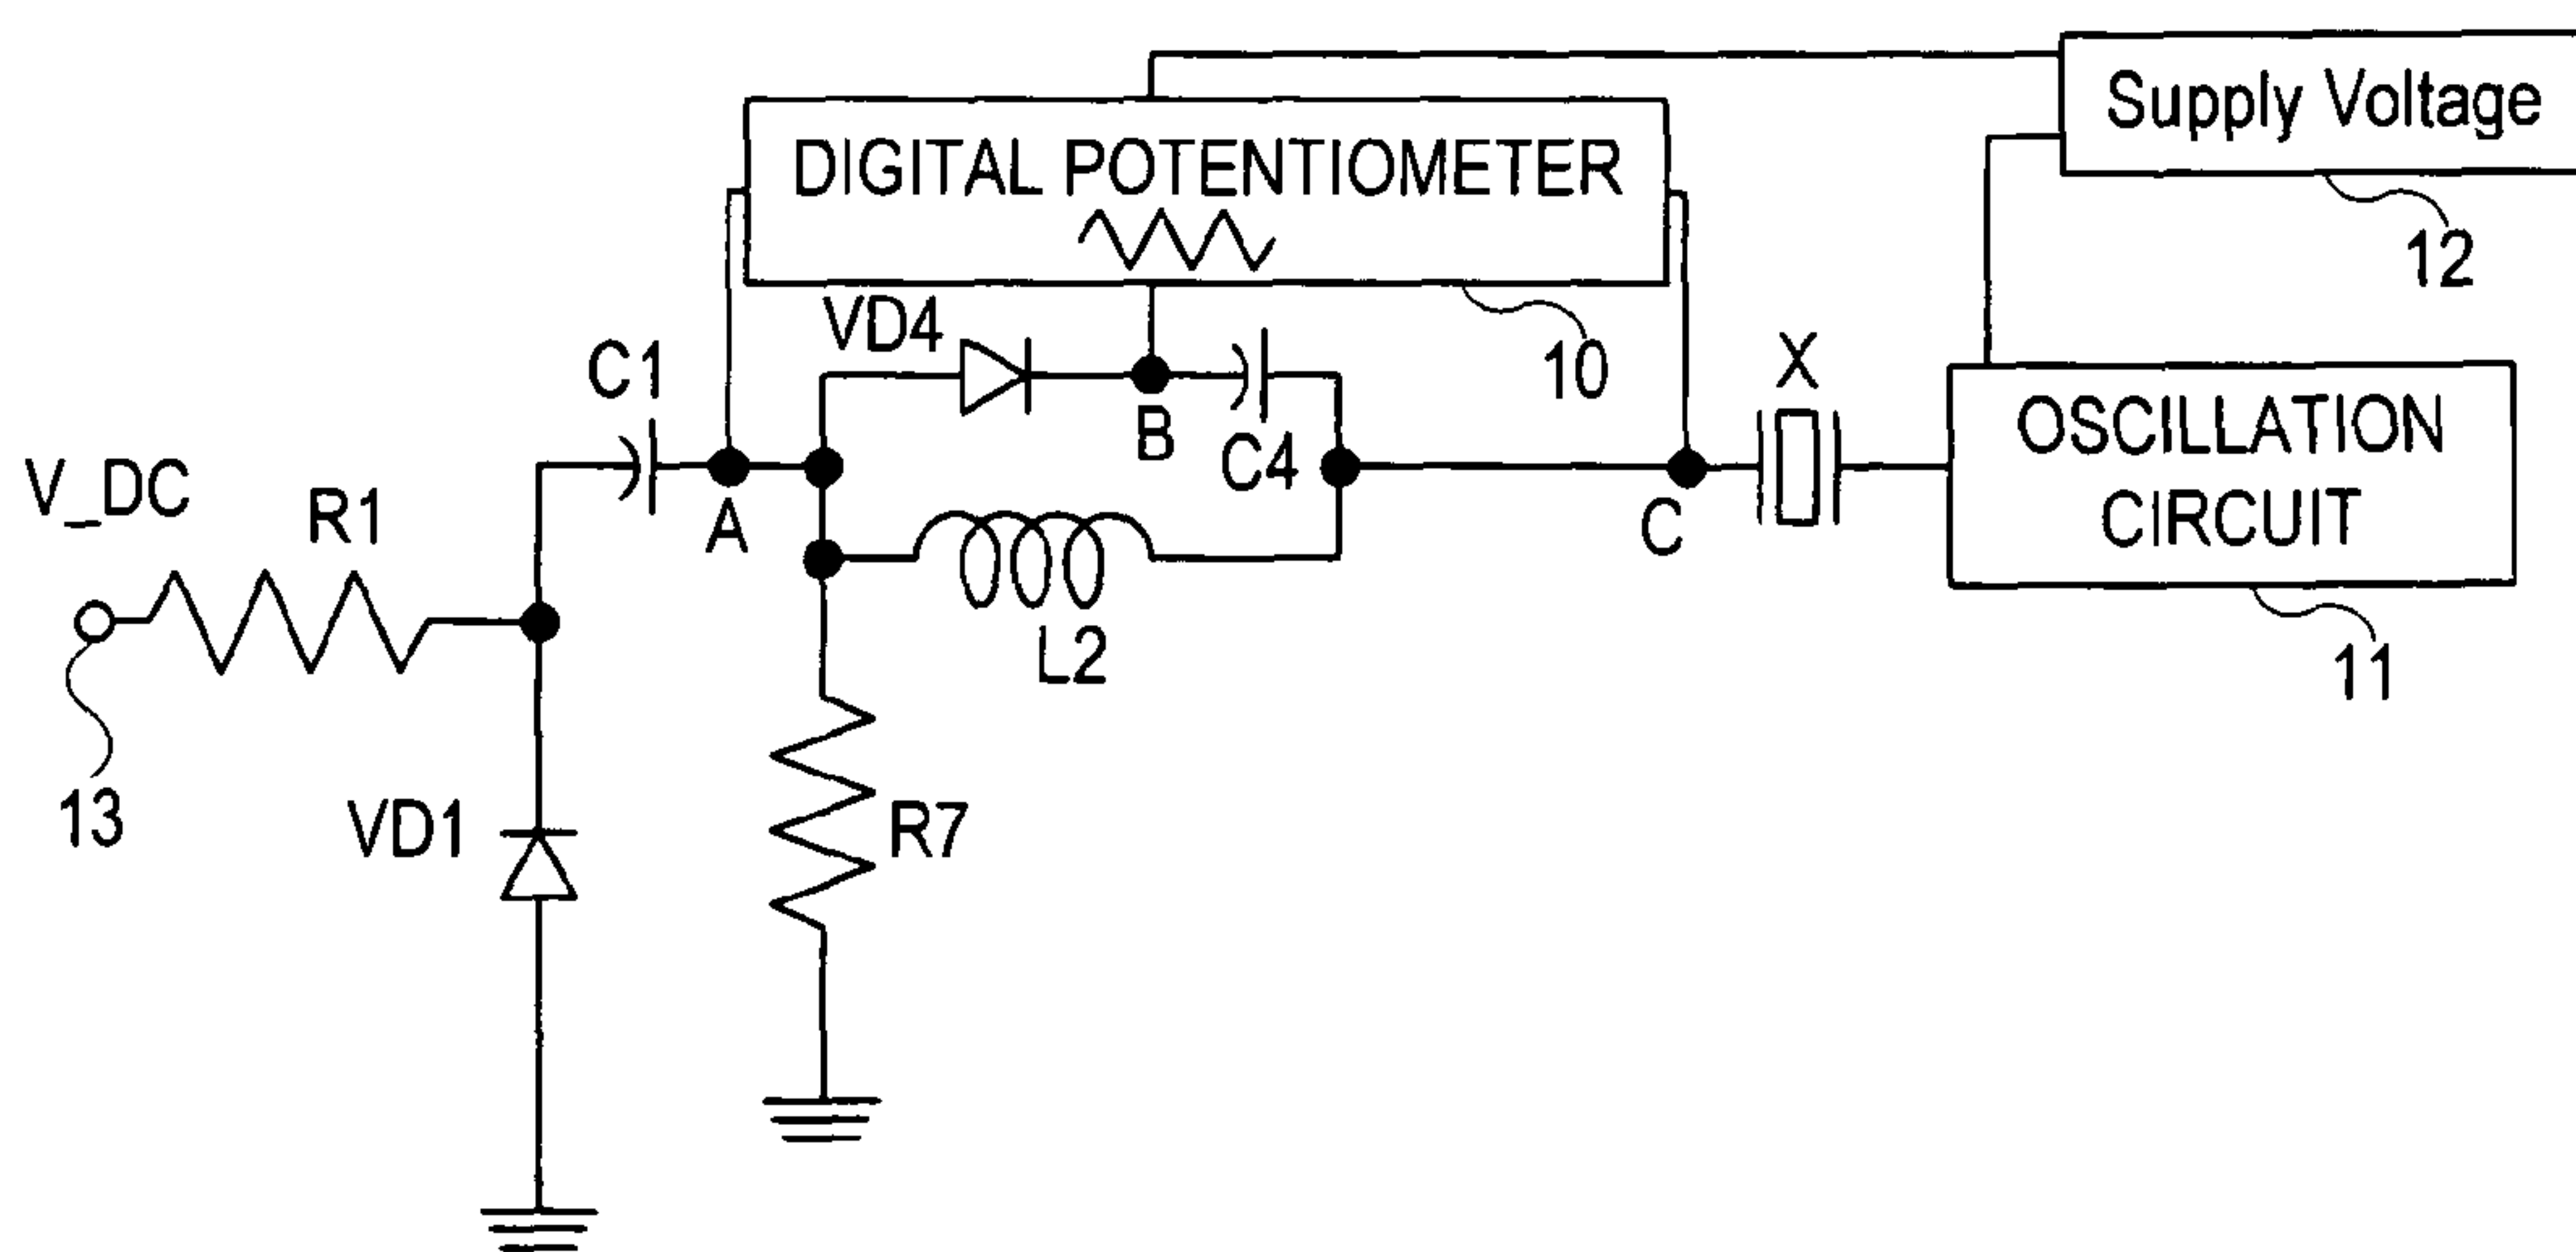 Supply Voltage
12
DIGITAL POTENTIOMETER
10
VD4
C1
B
C4
X
A
C
OSCILLATION
CIRCUIT
11
V_DC
R1
L2
13
VD1
R7